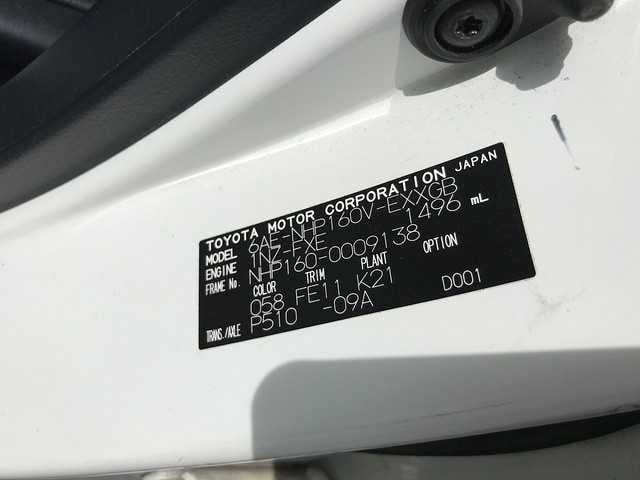 TOYOTA MOTOR CORPORATION JAPAN
MODEL 6AE-NHP160V-EXXGB
ENGINE 1NZ-FXE 1496 mL
FRAME No. NHP160-0009138
COLOR TRIM PLANT OPTION
058 FE11 K21
TRANS./AXLE P510 -09A D001